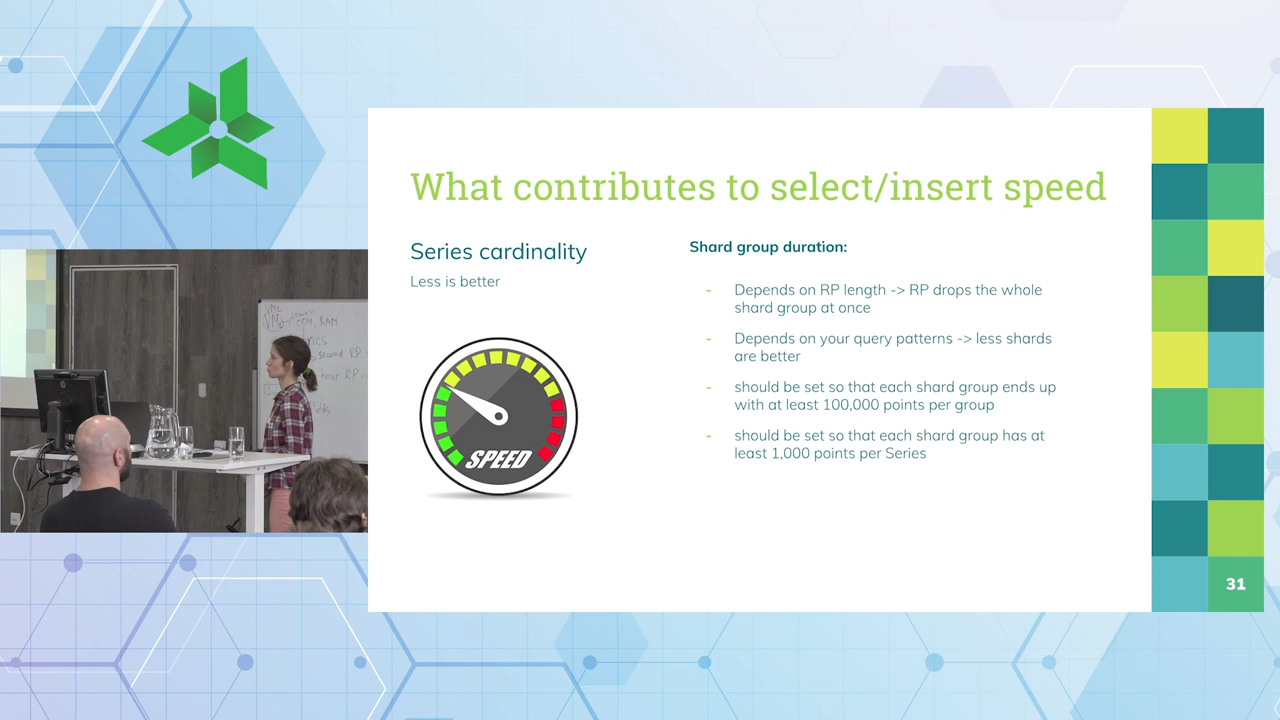 What contributes to select/insert speed
Series cardinality
Less is better
SPEED
Shard group duration:
- Depends on RP length -> RP drops the whole
shard group at once
- Depends on your query patterns -> less shards
are better
- should be set so that each shard group ends up
with at least 100,000 points per group
- should be set so that each shard group has at
least 1,000 points per Series
31
RAM
hour RP